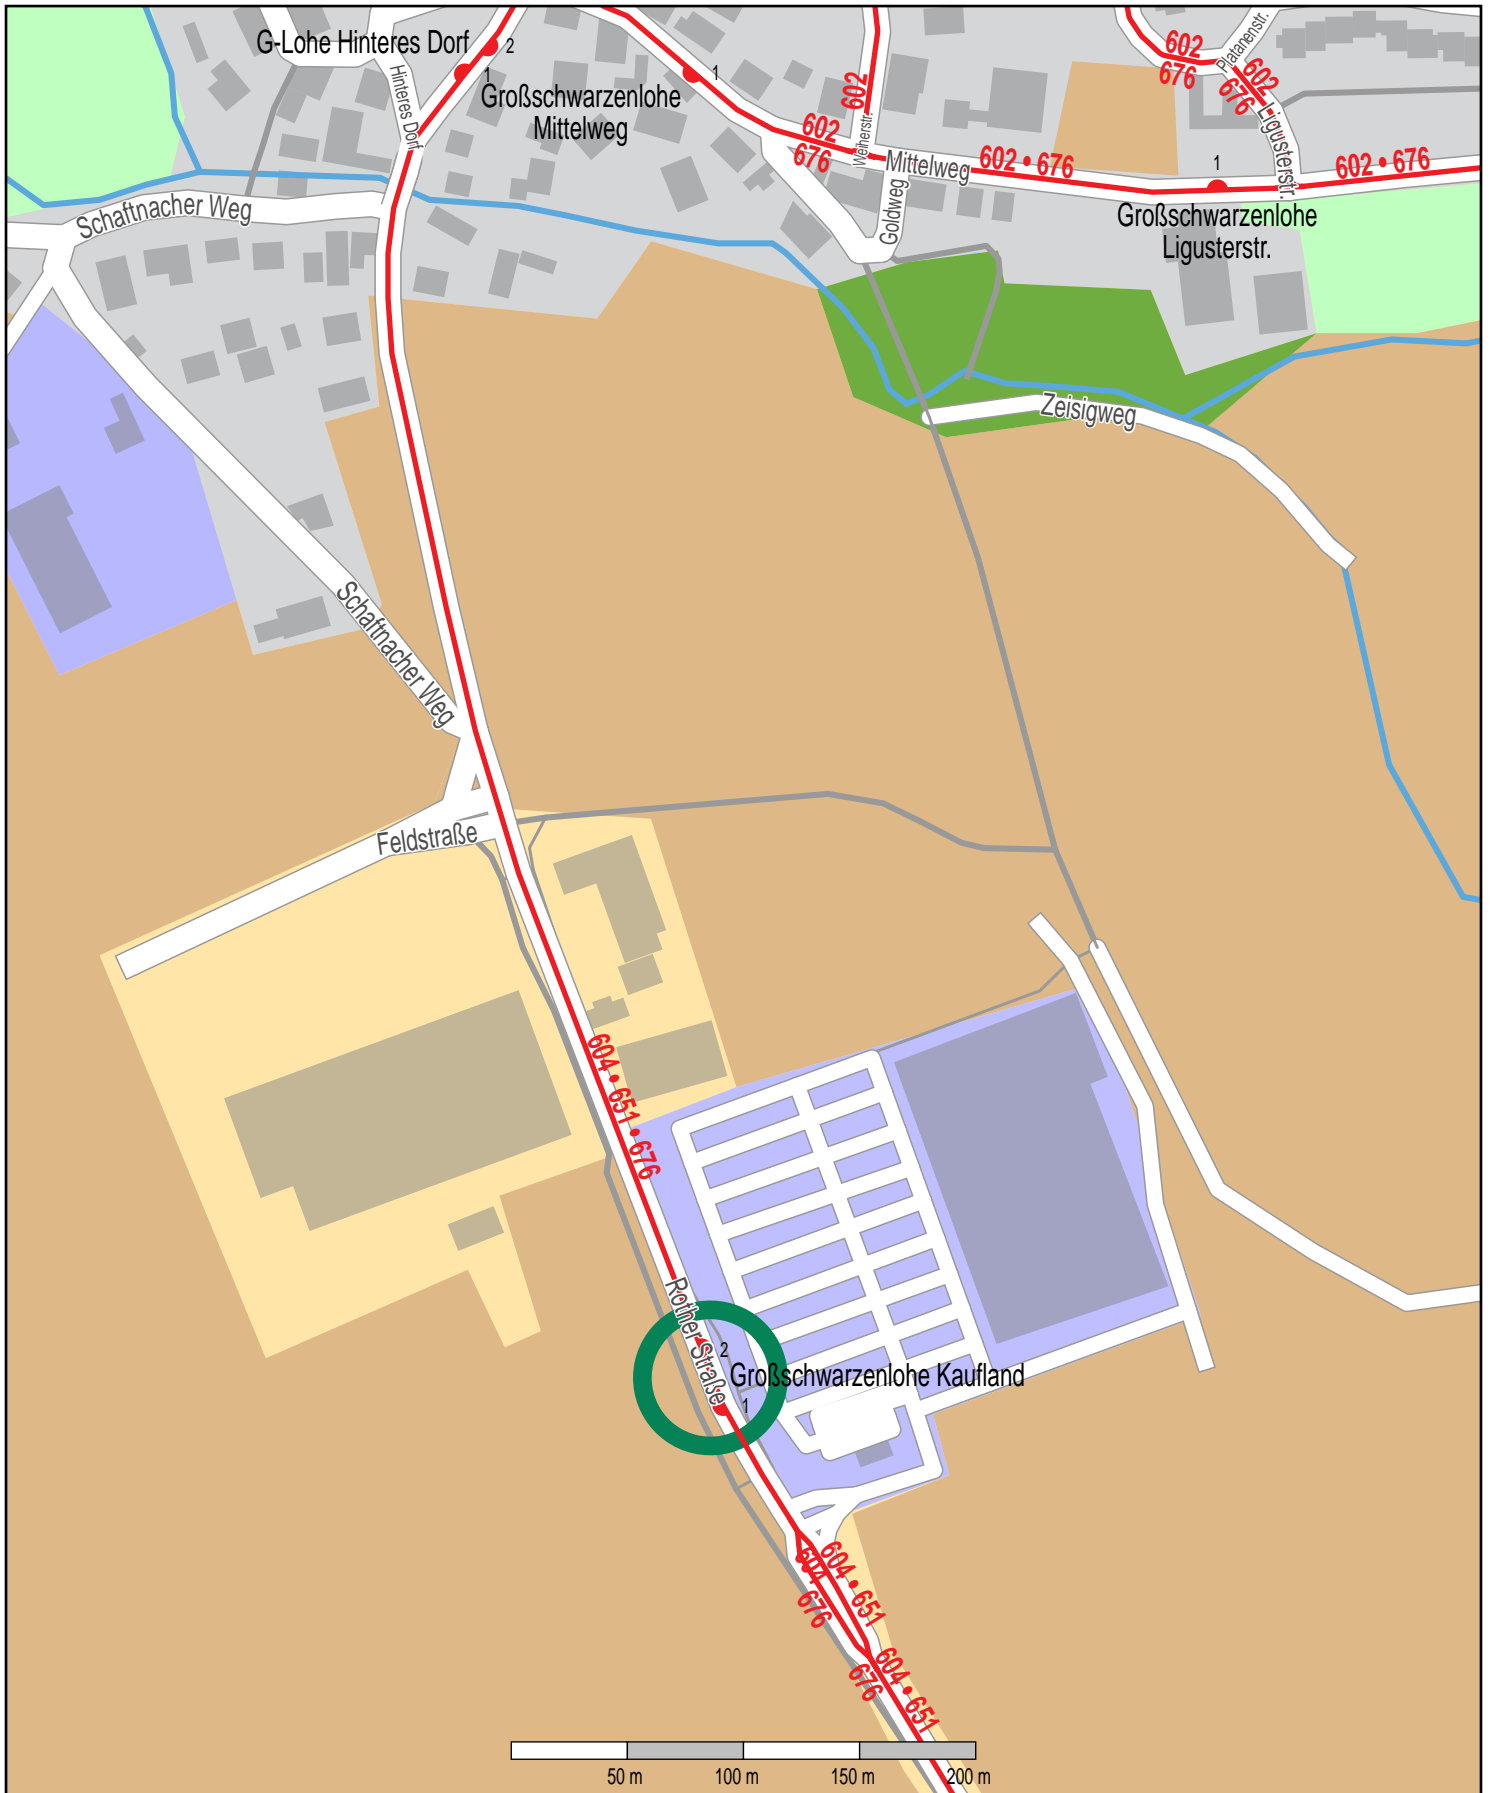 G-Lohe Hinteres Dorf
2
1
Großschwarzenlohe
Mittelweg
Hinteres Dorf
1
602
676
602
Weiherstr.
Mittelweg
Goldweg
602 • 676
602
676
Platanenstr.
602
676
Ligusterstr.
1
602 • 676
Großschwarzenlohe
Ligusterstr.
Schaftnacher Weg
Zeisigweg
Schaftnacher Weg
Feldstraße
604 • 651 • 676
Rother Straße
2
Großschwarzenlohe Kaufland
1
604 •
676
604 • 651
604 • 651
676
50 m
100 m
150 m
200 m